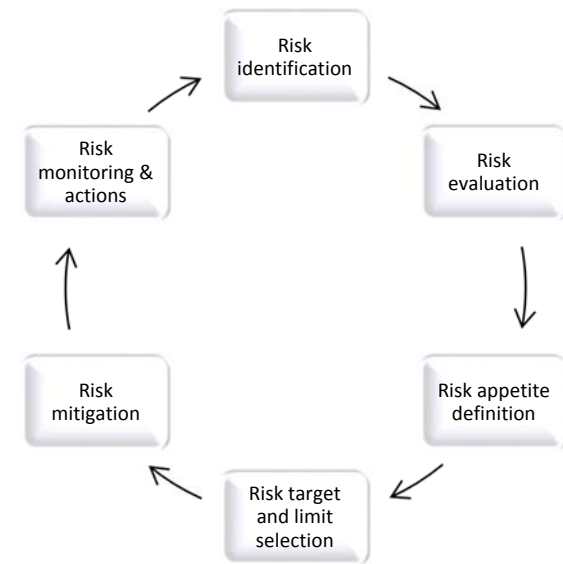 Risk
identification
Risk
evaluation
Risk appetite
definition
Risk target
and limit
selection
Risk
mitigation
Risk
monitoring &
actions